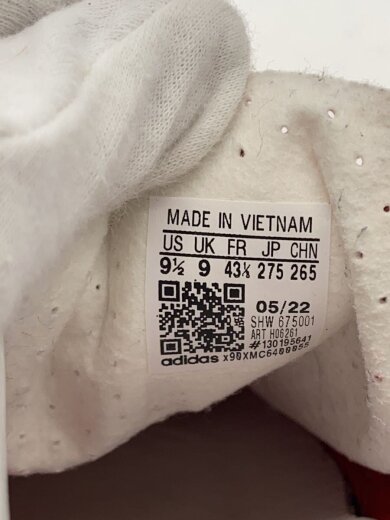 MADE IN VIETNAM
US UK FR JP CHN
9½ 9 43⅓ 275 265
05/22
SHW 675001
ART H06261
#130195641
adidas X90XMC6400055